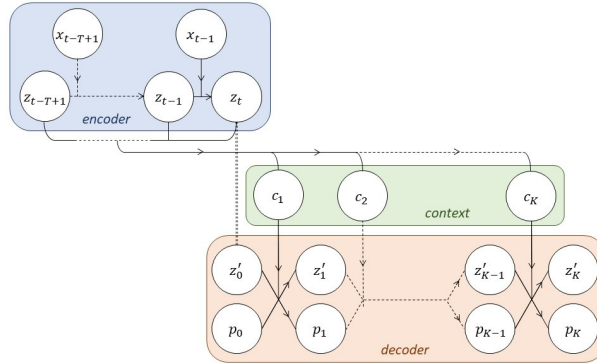 x_{t−T+1} x_{t−1}
z_{t−T+1} z_{t−1} z_t
encoder
c_1 c_2 c_K
context
z′_0 z′_1 z′_{K−1} z′_K
p_0 p_1 p_{K−1} p_K
decoder